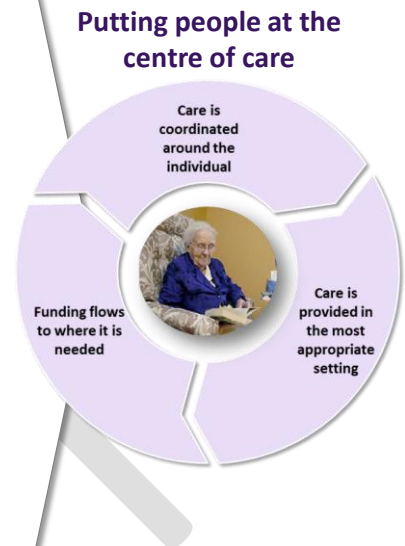 Putting people at the
centre of care
Care is
coordinated
around the
individual
Care is
provided in
the most
appropriate
setting
Funding flows
to where it is
needed